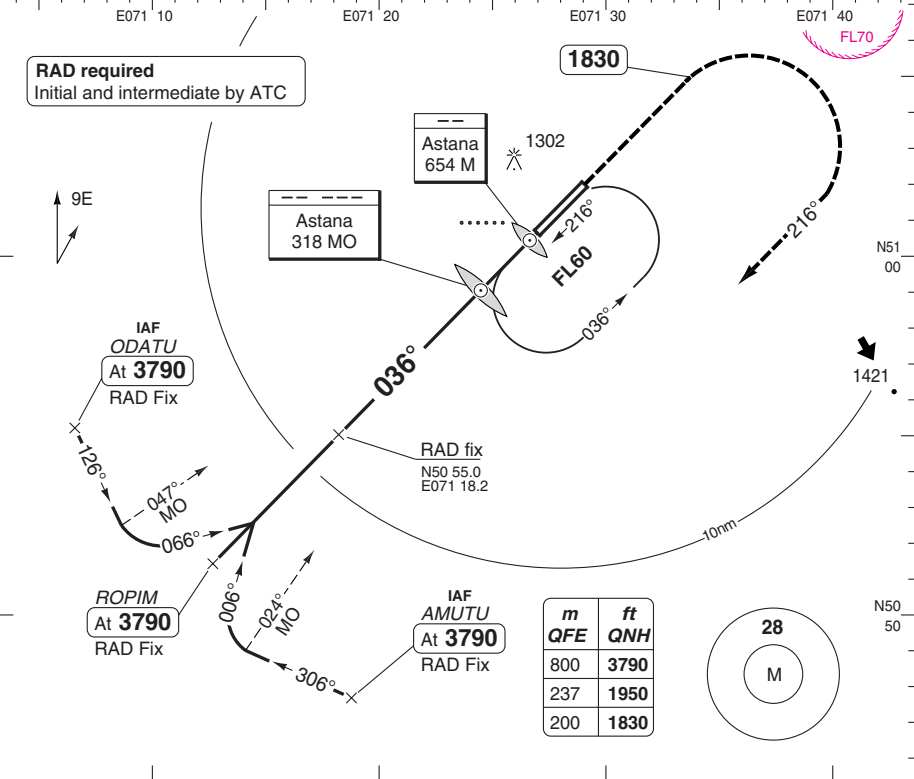 E071 10
E071 20
E071 30
E071 40
FL70
RAD required
Initial and intermediate by ATC
1830
Astana
654 M
1302
9E
Astana
318 MO
216°
216°
FL60
N51
00
036°
IAF
ODATU
At 3790
RAD Fix
036°
1421
RAD fix
N50 55.0
E071 18.2
126°
047°
MO
066°
10nm
ROPIM
At 3790
RAD Fix
006°
024°
MO
IAF
AMUTU
At 3790
RAD Fix
306°
m ft
QFE QNH
800 3790
237 1950
200 1830
28
M
N50
50